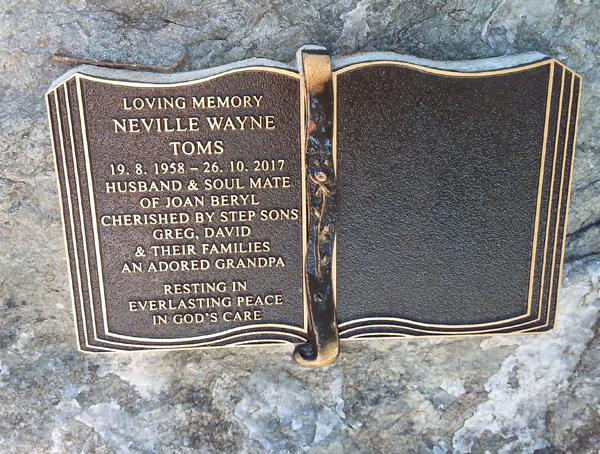 LOVING MEMORY
NEVILLE WAYNE
TOMS
19. 8. 1958 – 26. 10. 2017
HUSBAND & SOUL MATE
OF JOAN BERYL
CHERISHED BY STEP SONS
GREG, DAVID
& THEIR FAMILIES
AN ADORED GRANDPA
RESTING IN
EVERLASTING PEACE
IN GOD'S CARE